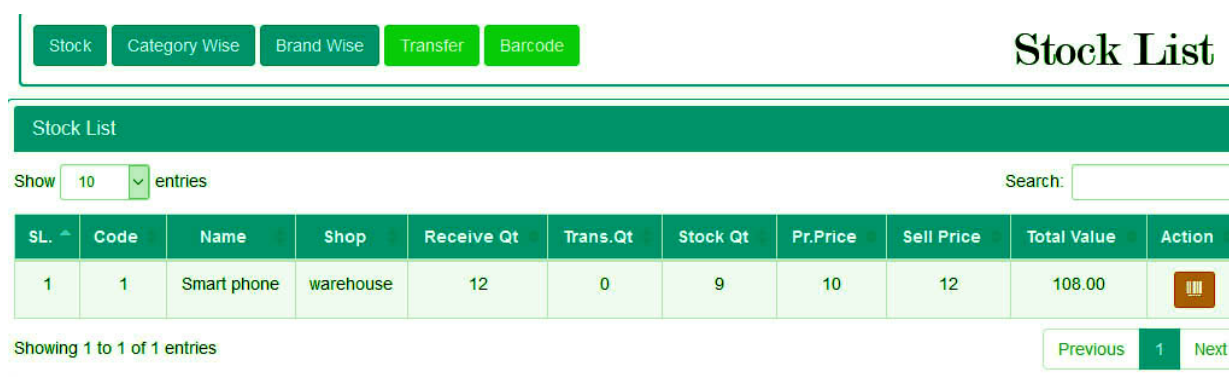 Stock Category Wise Brand Wise Transfer Barcode Stock List
Stock List
Show 10 entries Search:
SL. Code Name Shop Receive Qt Trans.Qt Stock Qt Pr.Price Sell Price Total Value Action
1 1 Smart phone warehouse 12 0 9 10 12 108.00
Showing 1 to 1 of 1 entries Previous 1 Next